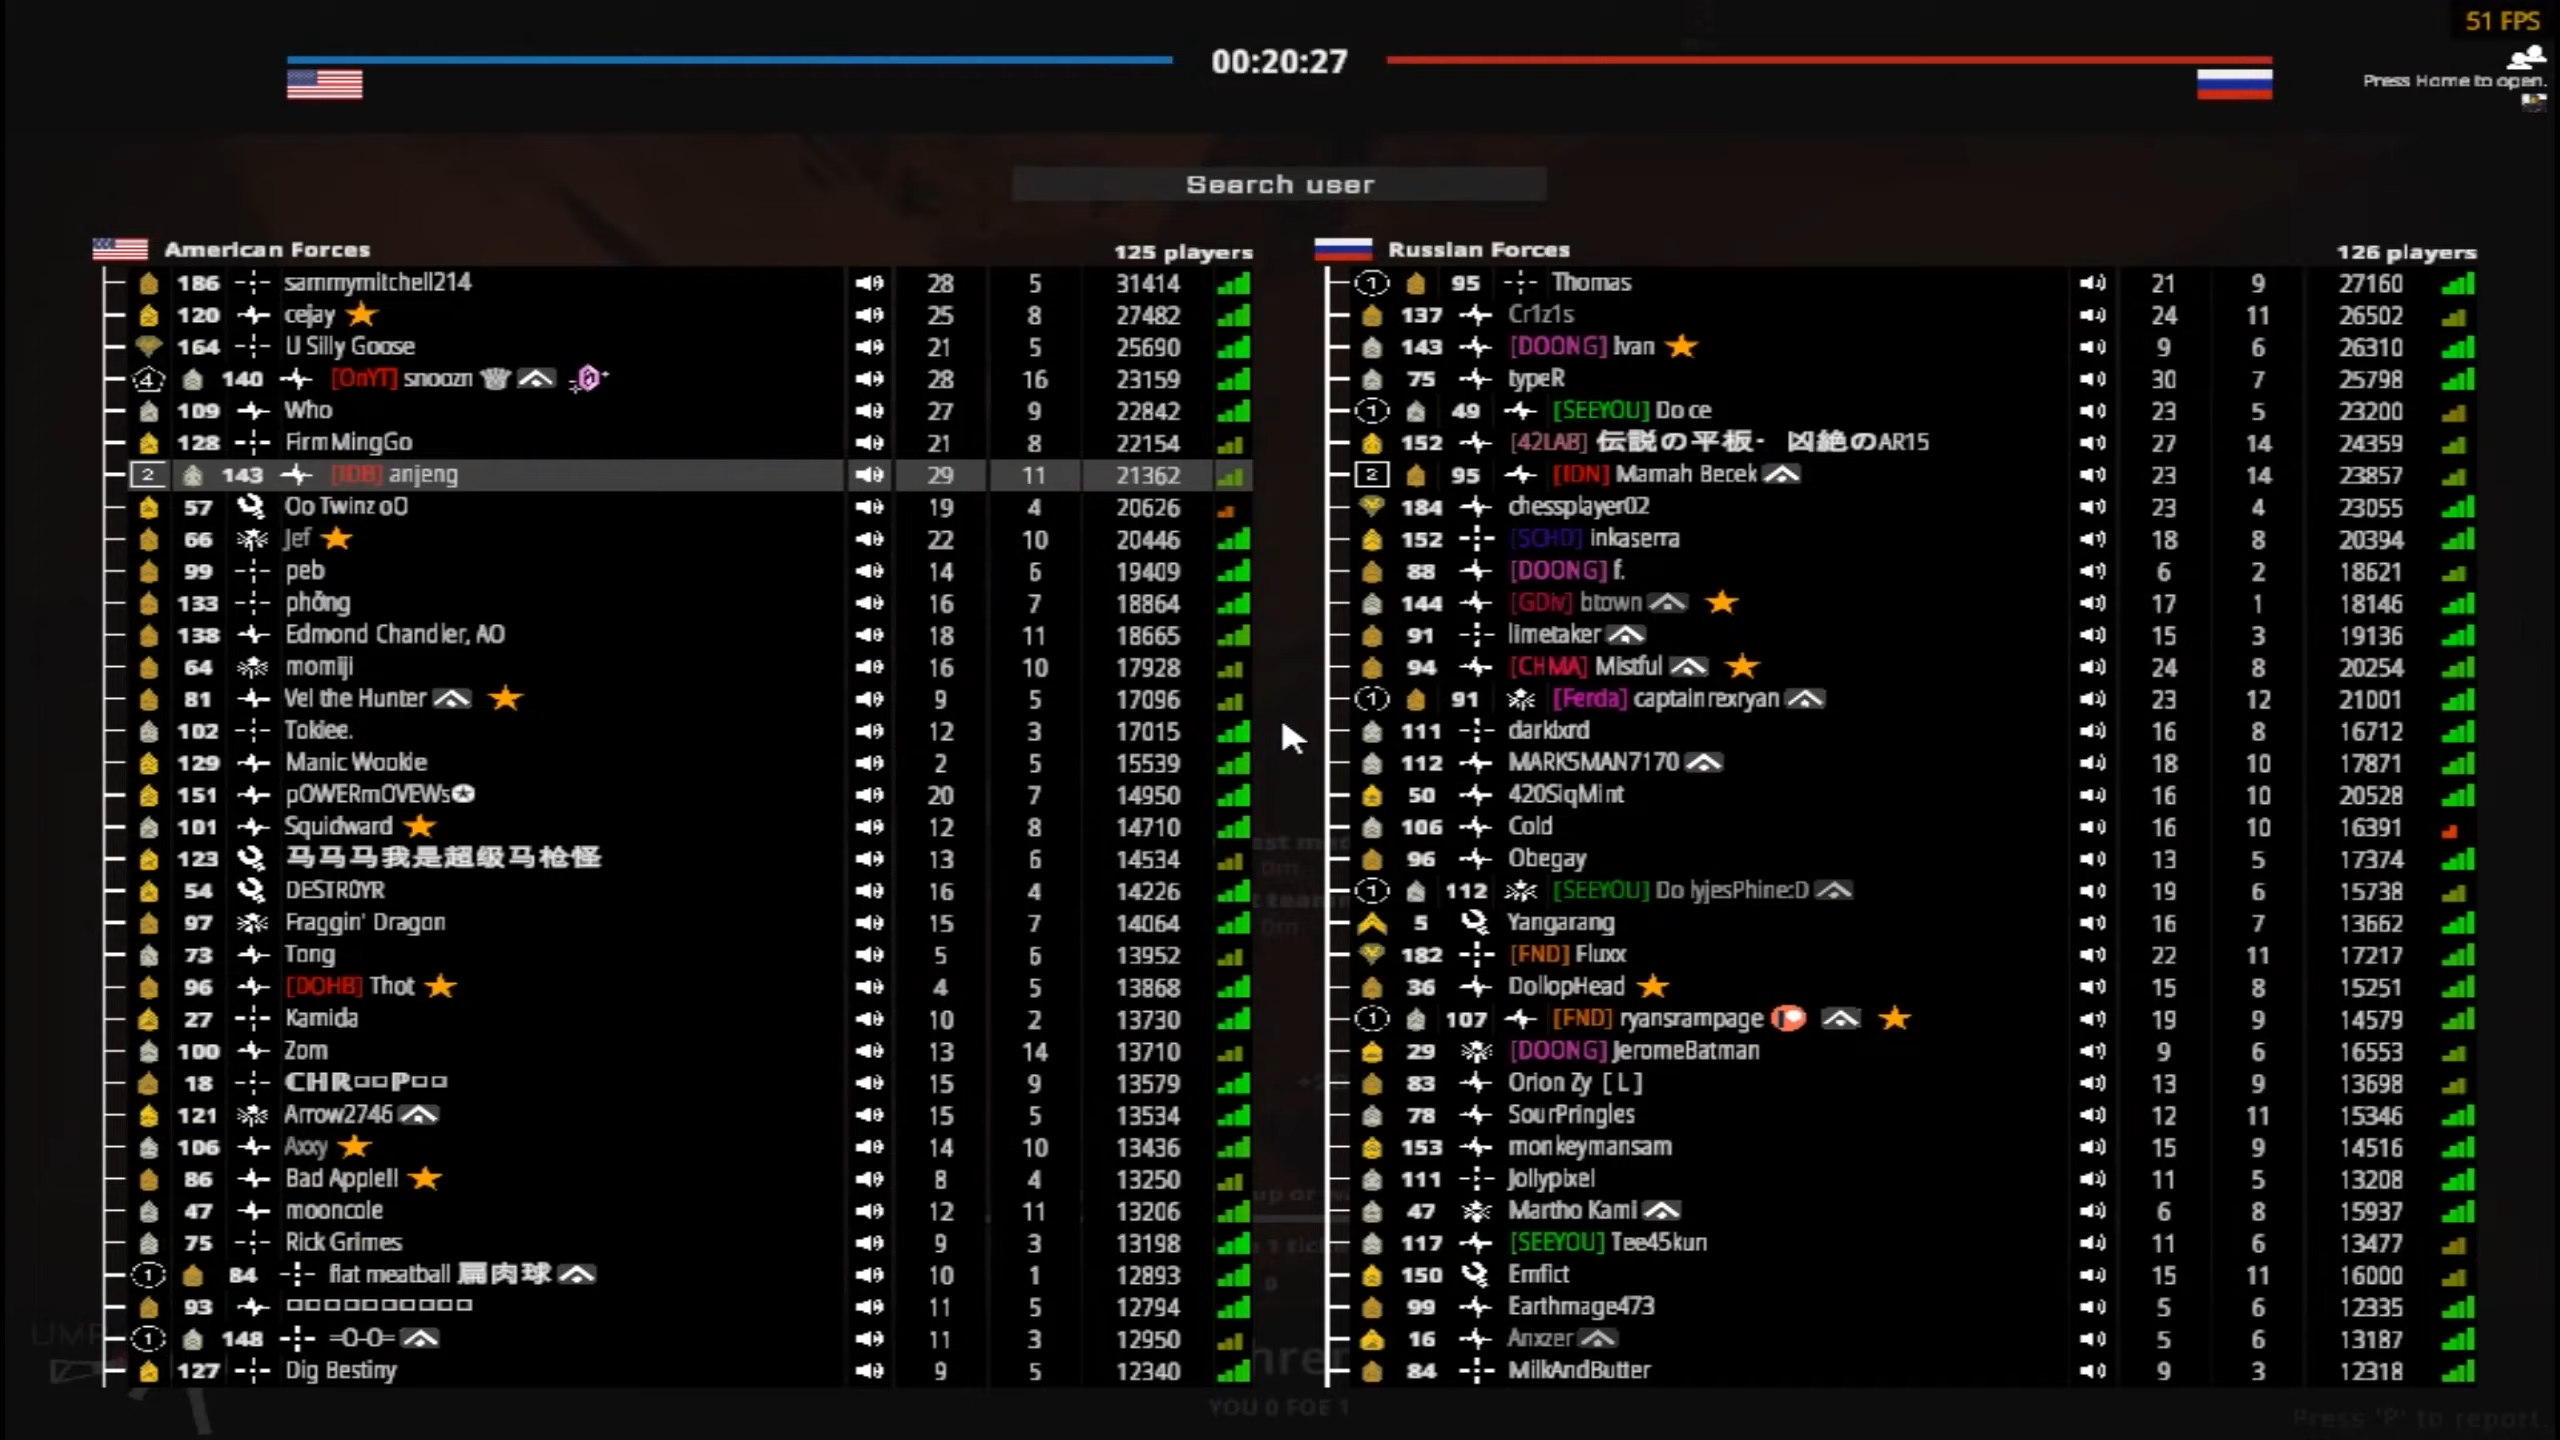 51 FPS
00:20:27
Press Home to open.
Search user
American Forces 125 players
186 sammymitchell214 28 5 31414
120 cejay 25 8 27482
164 U Silly Goose 21 5 25690
4 140 [OnYT] snoozn 28 16 23159
109 Who 27 9 22842
128 FirmMingGo 21 8 22154
2 143 [IDB] anjeng 29 11 21362
57 Oo Twinz oO 19 4 20626
66 Jef 22 10 20446
99 peb 14 6 19409
133 phởng 16 7 18864
138 Edmond Chandler, AO 18 11 18665
64 momiji 16 10 17928
81 Vel the Hunter 9 5 17096
102 Tokiee. 12 3 17015
129 Manic Wookie 2 5 15539
151 pOWERmOVEWs✪ 20 7 14950
101 Squidward 12 8 14710
123 马马马我是超级马枪怪 13 6 14534
54 DESTR0YR 16 4 14226
97 Fraggin' Dragon 15 7 14064
73 Tong 5 6 13952
96 [DOHB] Thot 4 5 13868
27 Kamida 10 2 13730
100 Zom 13 14 13710
18 ℂℍℝ□□ℙ□□ 15 9 13579
121 Arrow2746 15 5 13534
106 Axxy 14 10 13436
86 Bad Applell 8 4 13250
47 mooncole 12 11 13206
75 Rick Grimes 9 3 13198
1 84 flat meatball 扁肉球 10 1 12893
93 □□□□□□□□□□ 11 5 12794
1 148 =O-O= 11 3 12950
127 Dig Bestiny 9 5 12340
Russian Forces 126 players
1 95 Thomas 21 9 27160
137 Cr1z1s 24 11 26502
143 [DOONG] Ivan 9 6 26310
75 typeR 30 7 25798
1 49 [SEEYOU] Do ce 23 5 23200
152 [42LAB] 伝説の平板- 凶絶のAR15 27 14 24359
2 95 [IDN] Mamah Becek 23 14 23857
184 chessplayer02 23 4 23055
152 [SCHD] inkaserra 18 8 20394
88 [DOONG] f. 6 2 18621
144 [GDiv] btown 17 1 18146
91 limetaker 15 3 19136
94 [CHMA] Mistful 24 8 20254
1 91 [Ferda] captainrexryan 23 12 21001
111 darklxrd 16 8 16712
112 MARK5MAN7170 18 10 17871
50 420SiqMint 16 10 20528
106 Cold 16 10 16391
96 Obegay 13 5 17374
1 112 [SEEYOU] Do lyjesPhine:D 19 6 15738
5 Yangarang 16 7 13662
182 [FND] Fluxx 22 11 17217
36 DollopHead 15 8 15251
1 107 [FND] ryansrampage 19 9 14579
29 [DOONG] JeromeBatman 9 6 16553
83 Orion Zy [ L ] 13 9 13698
78 SourPringles 12 11 15346
153 monkeymansam 15 9 14516
111 Jollypixel 11 5 13208
47 Martho Kami 6 8 15937
117 [SEEYOU] Tee45kun 11 6 13477
150 Emfict 15 11 16000
99 Earthmage473 5 6 12335
16 Anxzer 5 6 13187
84 MilkAndButter 9 3 12318
YOU 0 FOE 1
Press 'P' to report.